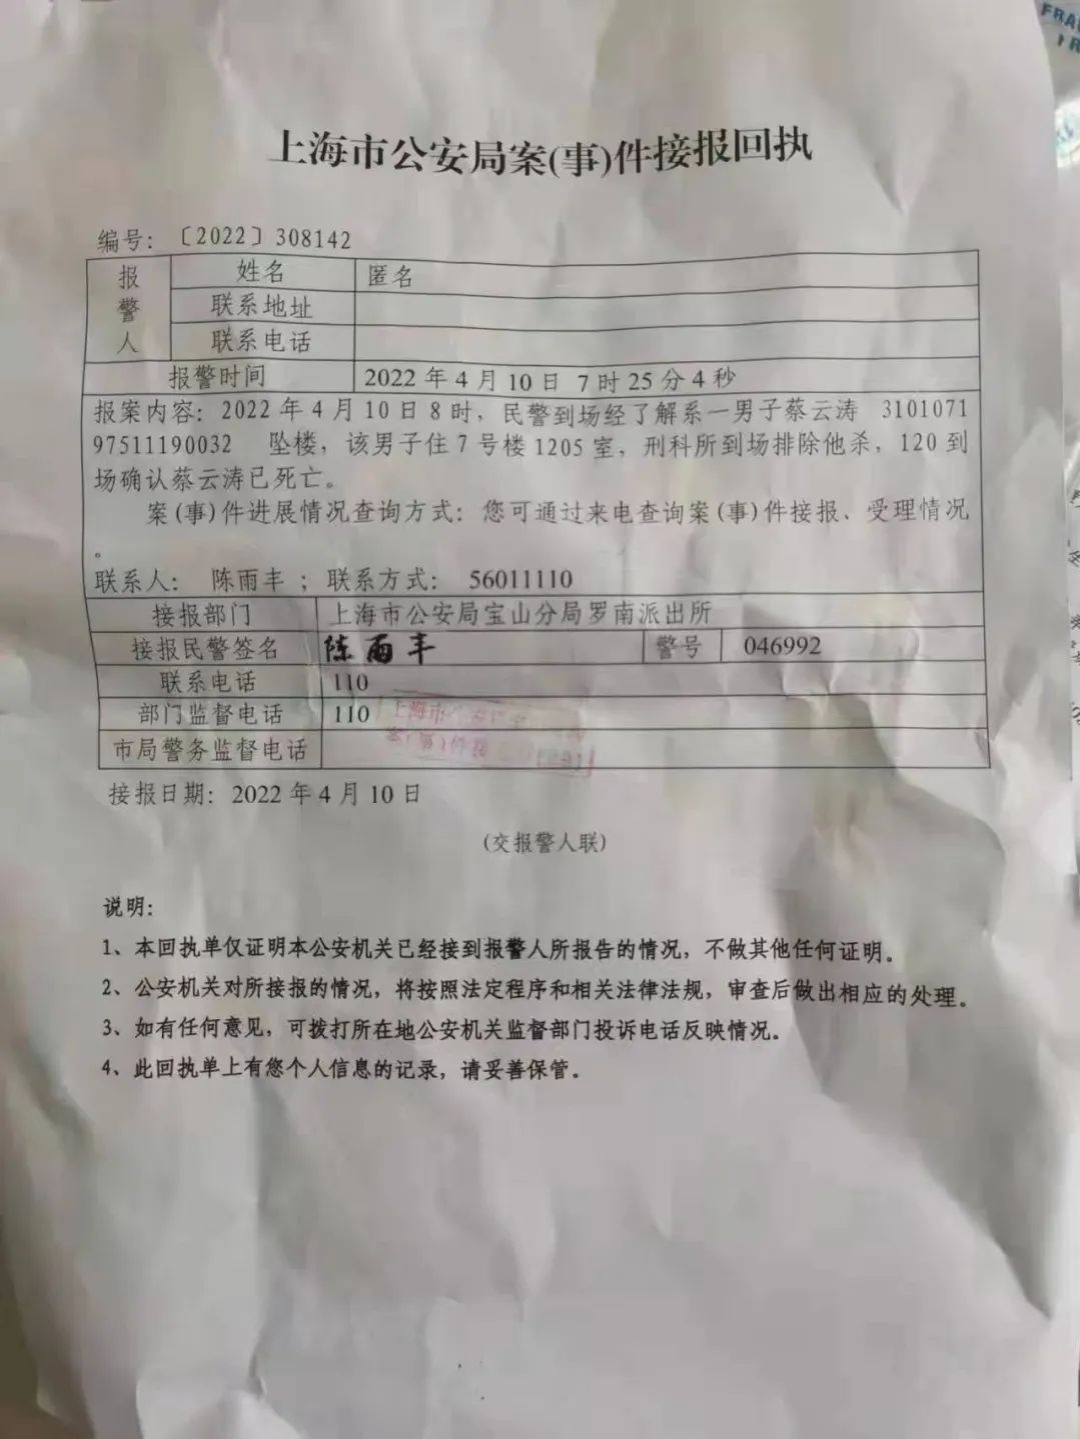 FRA
上海市公安局案(事)件接报回执
编号：〔2022〕308142
报警人
姓名 匿名
联系地址
联系电话
报警时间 2022 年 4 月 10 日 7 时 25 分 4 秒
报案内容：2022 年 4 月 10 日 8 时，民警到场经了解系一男子蔡云涛 3101071
97511190032 坠楼，该男子住 7 号楼 1205 室，刑科所到场排除他杀，120 到
场确认蔡云涛已死亡。
案(事)件进展情况查询方式：您可通过来电查询案(事)件接报、受理情况
。
联系人： 陈雨丰 ；联系方式： 56011110
接报部门 上海市公安局宝山分局罗南派出所
接报民警签名 陈雨丰 警号 046992
联系电话 110
部门监督电话 110
市局警务监督电话
接报日期：2022 年 4 月 10 日
(交报警人联)
说明：
1、本回执单仅证明本公安机关已经接到报警人所报告的情况，不做其他任何证明。
2、公安机关对所接报的情况，将按照法定程序和相关法律法规，审查后做出相应的处理。
3、如有任何意见，可拨打所在地公安机关监督部门投诉电话反映情况。
4、此回执单上有您个人信息的记录，请妥善保管。